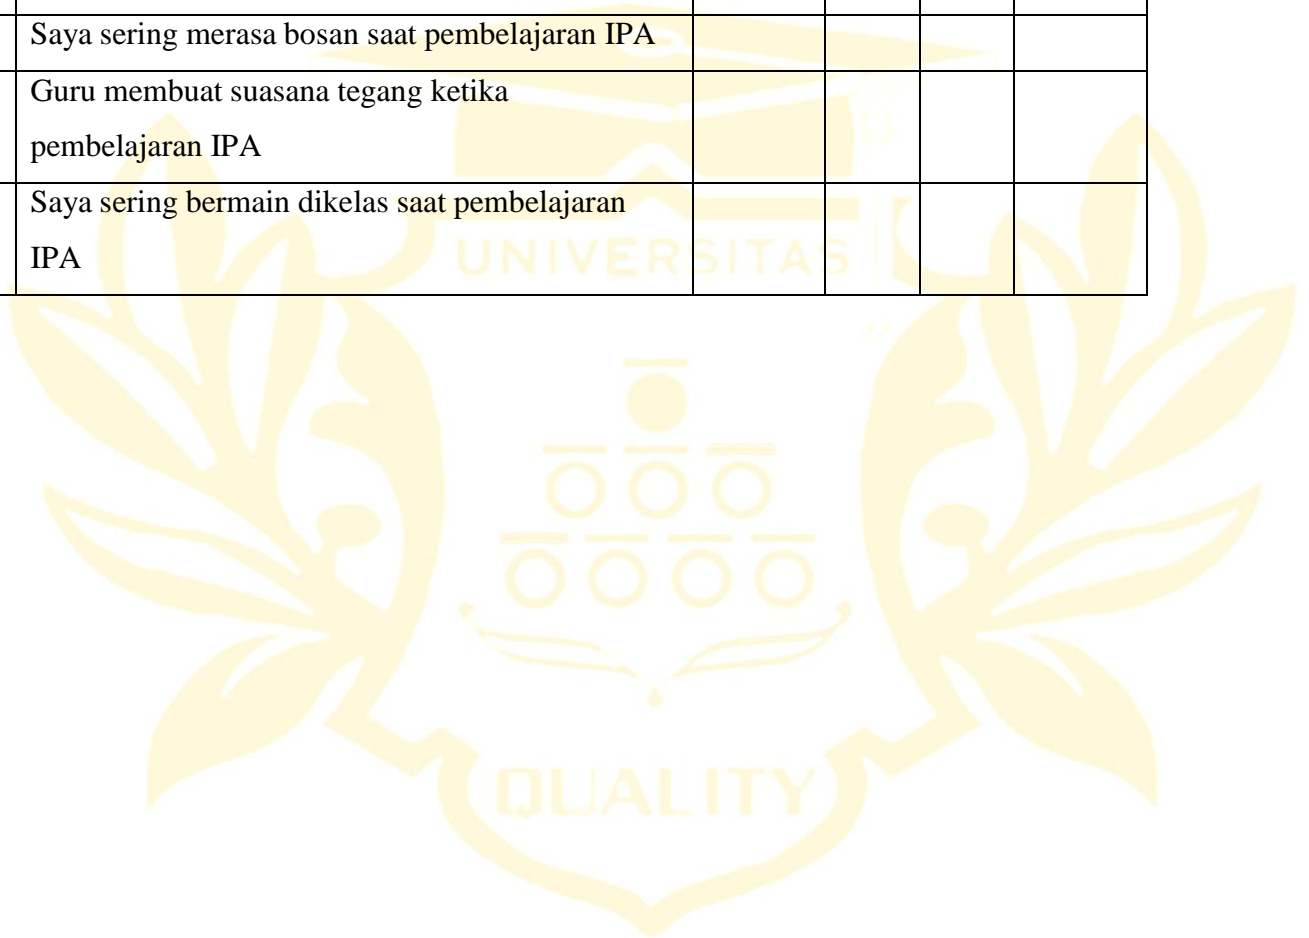 Saya sering merasa bosan saat pembelajaran IPA
Guru membuat suasana tegang ketika
pembelajaran IPA
Saya sering bermain dikelas saat pembelajaran
IPA
UNIVERSITAS
QUALITY